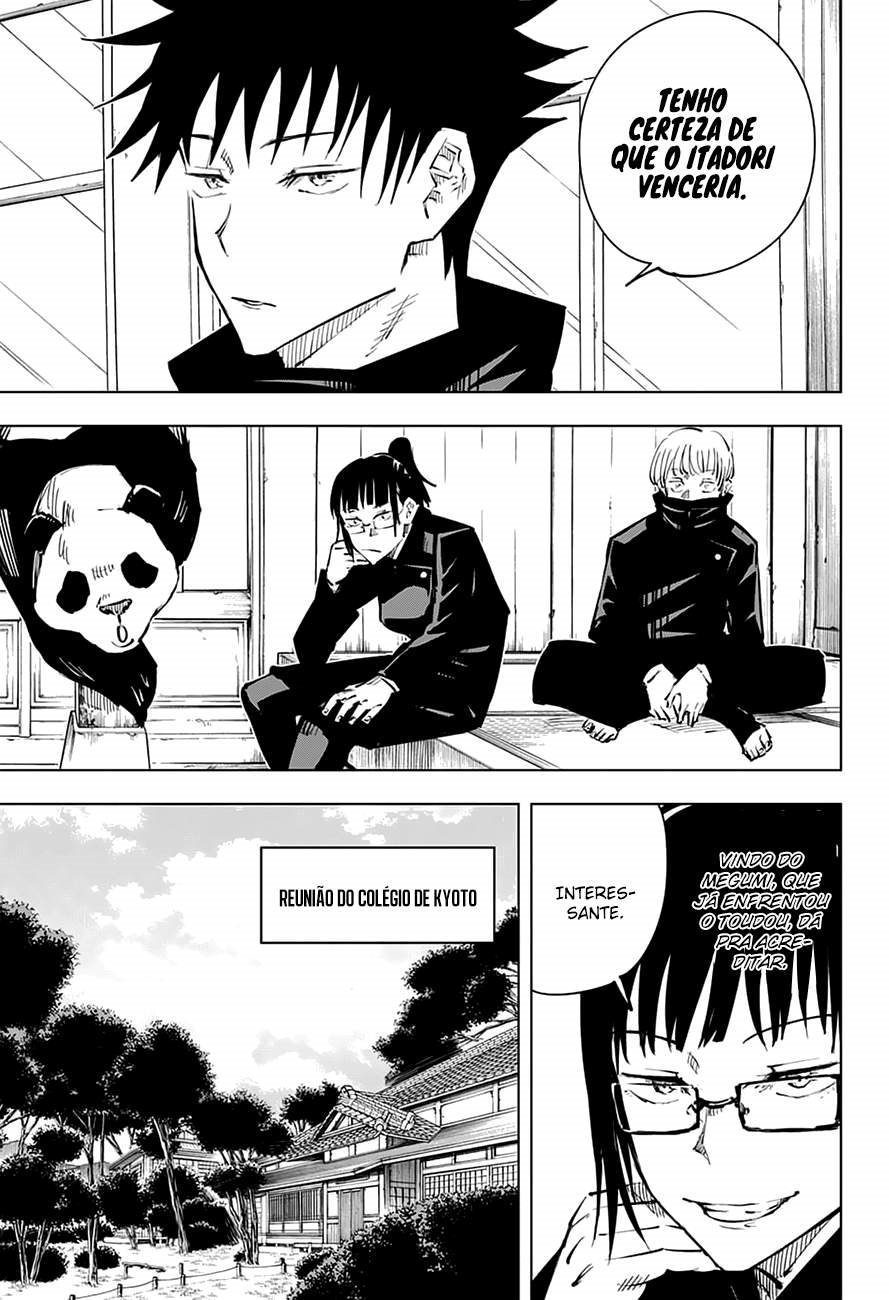 TENHO
CERTEZA DE
QUE O ITADORI
VENCERIA.
VINDO DO
MEGUMI, QUE
JÁ ENFRENTOU
O TOUDOU, DÁ
PRA ACRE-
DITAR.
INTERES-
SANTE.
REUNIÃO DO COLÉGIO DE KYOTO